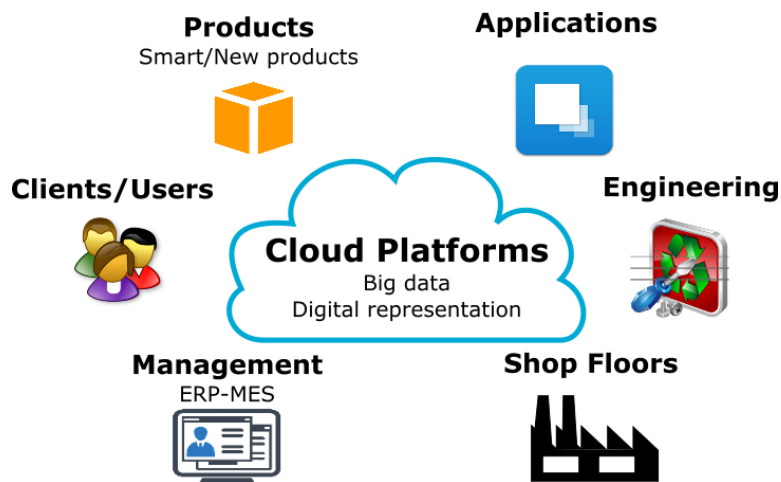 Products
Smart/New products
Applications
Clients/Users
Engineering
Cloud Platforms
Big data
Digital representation
Management
ERP-MES
Shop Floors